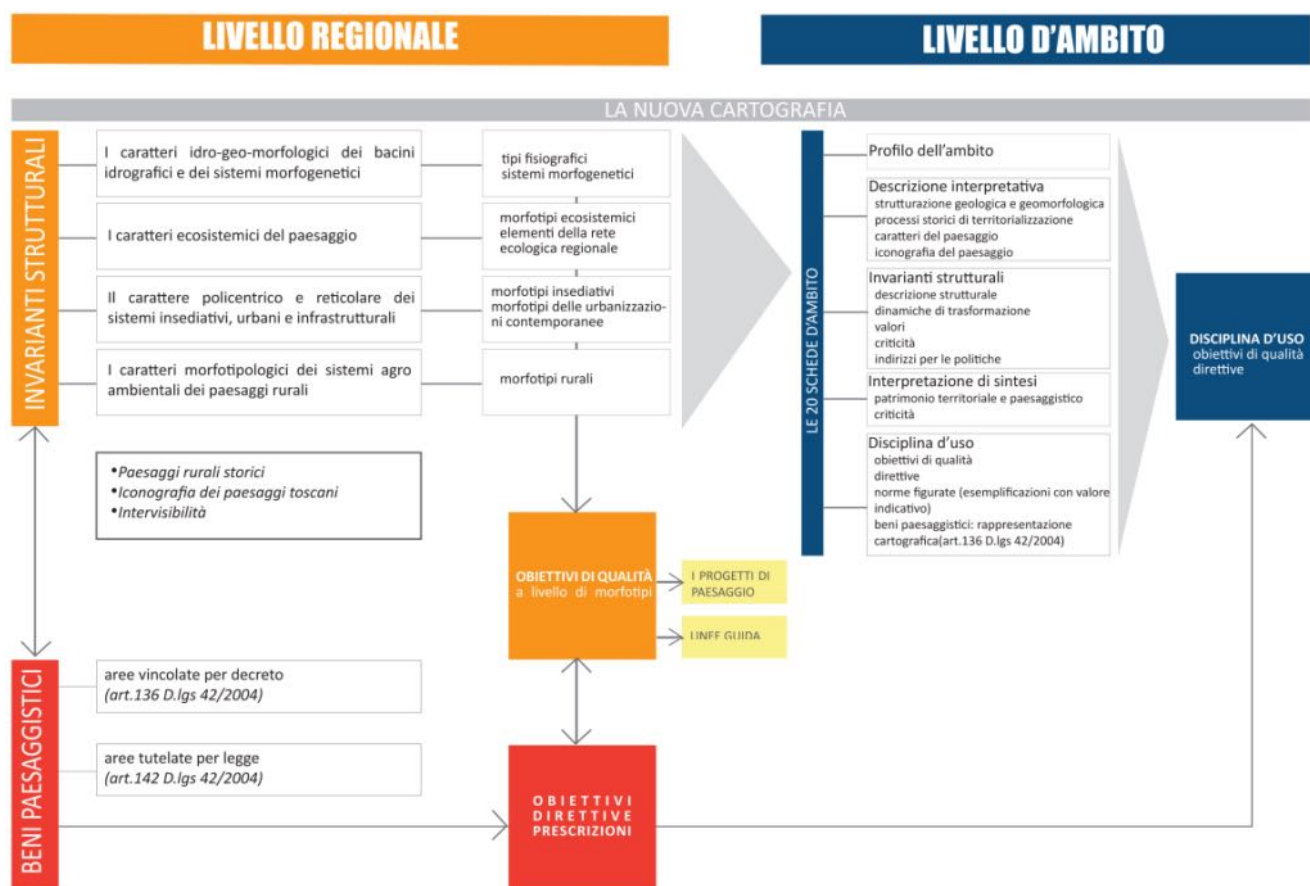 LIVELLO REGIONALE
LIVELLO D'AMBITO
LA NUOVA CARTOGRAFIA
INVARIANTI STRUTTURALI
I caratteri idro-geo-morfologici dei bacini
idrografici e dei sistemi morfogenetici
tipi fisiografici
sistemi morfogenetici
I caratteri ecosistemici del paesaggio
morfotipi ecosistemici
elementi della rete
ecologica regionale
Il carattere policentrico e reticolare dei
sistemi insediativi, urbani e infrastrutturali
morfotipi insediativi
morfotipi delle urbanizzazio-
ni contemporanee
I caratteri morfotipologici dei sistemi agro
ambientali dei paesaggi rurali
morfotipi rurali
•Paesaggi rurali storici
•Iconografia dei paesaggi toscani
•Intervisibilità
OBIETTIVI DI QUALITÀ
a livello di morfotipi
I PROGETTI DI
PAESAGGIO
LINEE GUIDA
BENI PAESAGGISTICI
aree vincolate per decreto
(art.136 D.lgs 42/2004)
aree tutelate per legge
(art.142 D.lgs 42/2004)
OBIETTIVI
DIRETTIVE
PRESCRIZIONI
LE 20 SCHEDE D'AMBITO
Profilo dell'ambito
Descrizione interpretativa
strutturazione geologica e geomorfologica
processi storici di territorializzazione
caratteri del paesaggio
iconografia del paesaggio
Invarianti strutturali
descrizione strutturale
dinamiche di trasformazione
valori
criticità
indirizzi per le politiche
Interpretazione di sintesi
patrimonio territoriale e paesaggistico
criticità
Disciplina d'uso
obiettivi di qualità
direttive
norme figurate (esemplificazioni con valore
indicativo)
beni paesaggistici: rappresentazione
cartografica(art.136 D.lgs 42/2004)
DISCIPLINA D'USO
obiettivi di qualità
direttive